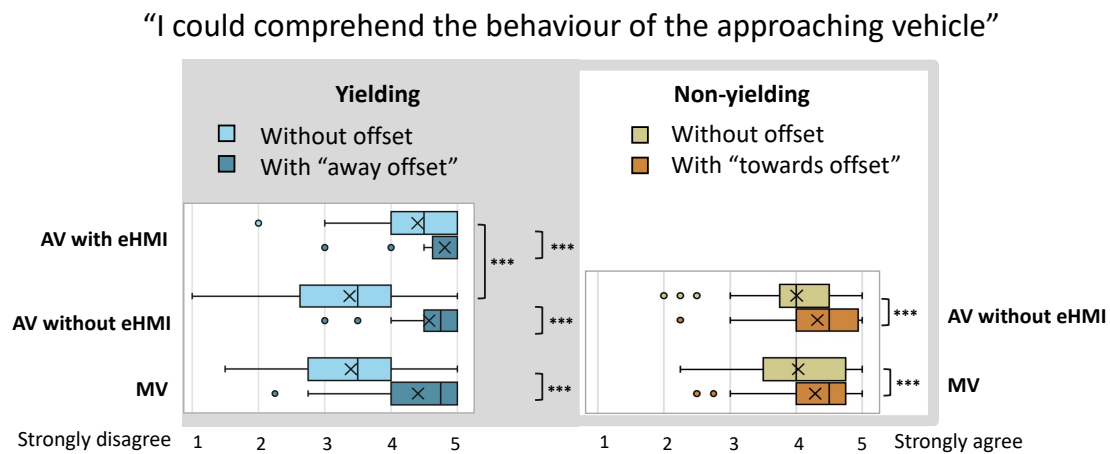 “I could comprehend the behaviour of the approaching vehicle”
Yielding
Without offset
With “away offset”
Non-yielding
Without offset
With “towards offset”
AV with eHMI
***
***
AV without eHMI
***
MV
***
***
AV without eHMI
***
MV
Strongly disagree 1 2 3 4 5
1 2 3 4 5 Strongly agree